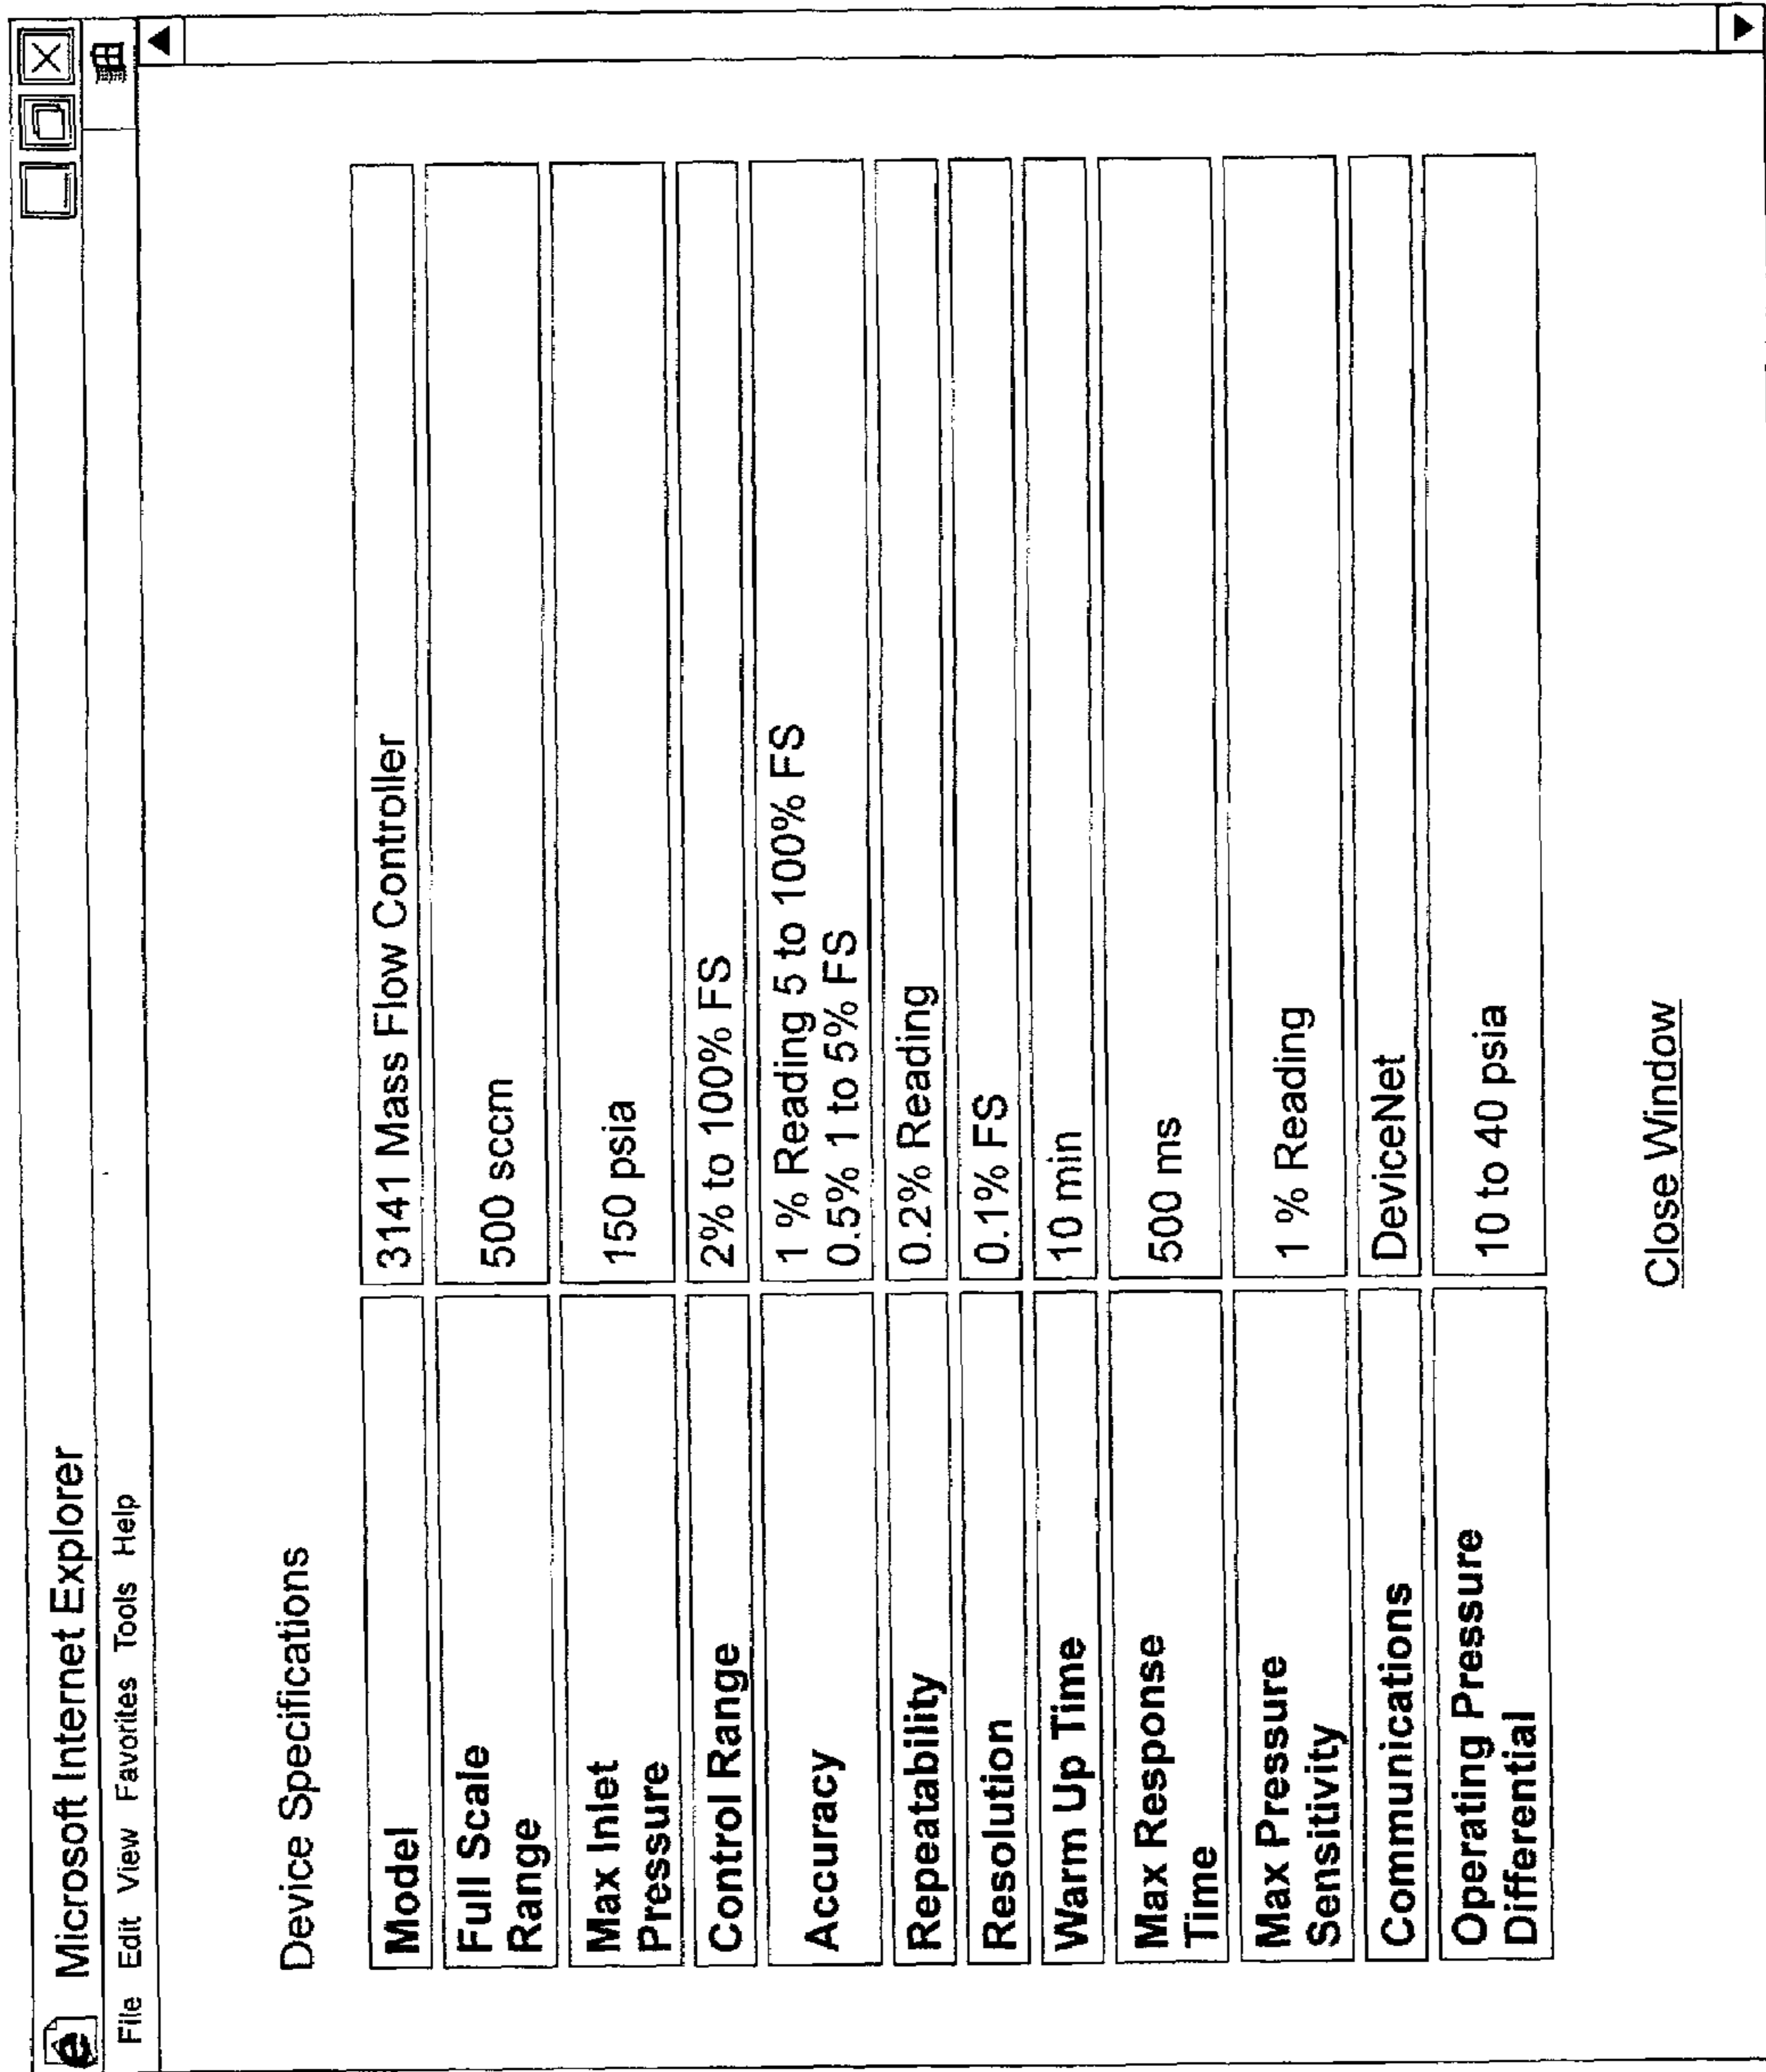 Microsoft Internet Explorer
File Edit View Favorites Tools Help
Device Specifications
Model 3141 Mass Flow Controller
Full Scale
Range 500 sccm
Max Inlet
Pressure 150 psia
Control Range 2% to 100% FS
Accuracy 1 % Reading 5 to 100% FS
0.5% 1 to 5% FS
Repeatability 0.2% Reading
Resolution 0.1% FS
Warm Up Time 10 min
Max Response
Time 500 ms
Max Pressure
Sensitivity 1 % Reading
Communications DeviceNet
Operating Pressure
Differential 10 to 40 psia
Close Window